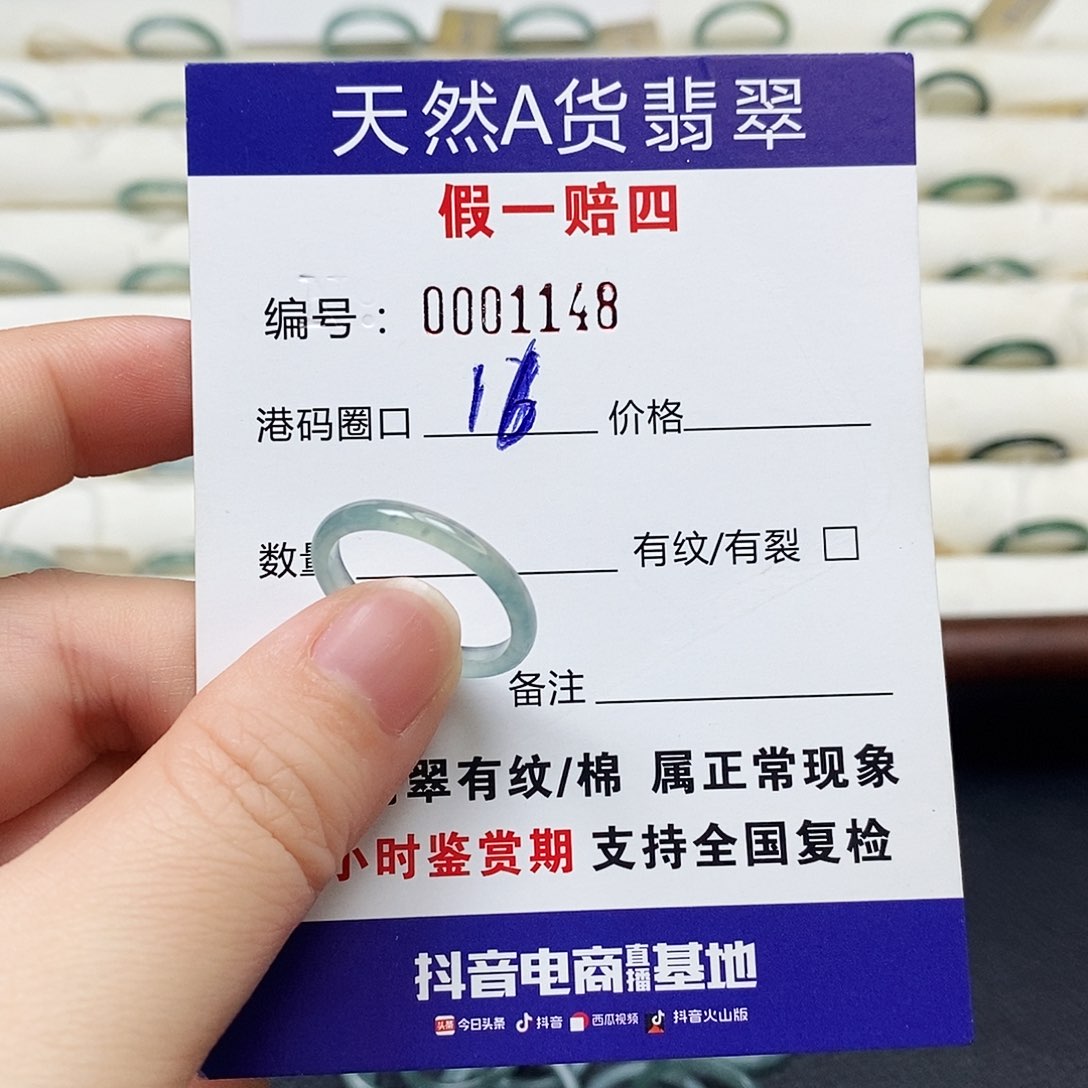 天然A货翡翠
假一赔四
编号： 0001148
港码圈口 16 价格
数量 有纹/有裂 □
备注
翠有纹/棉 属正常现象
小时鉴赏期 支持全国复检
抖音电商直播基地
头条 今日头条 抖音 西瓜视频 抖音火山版